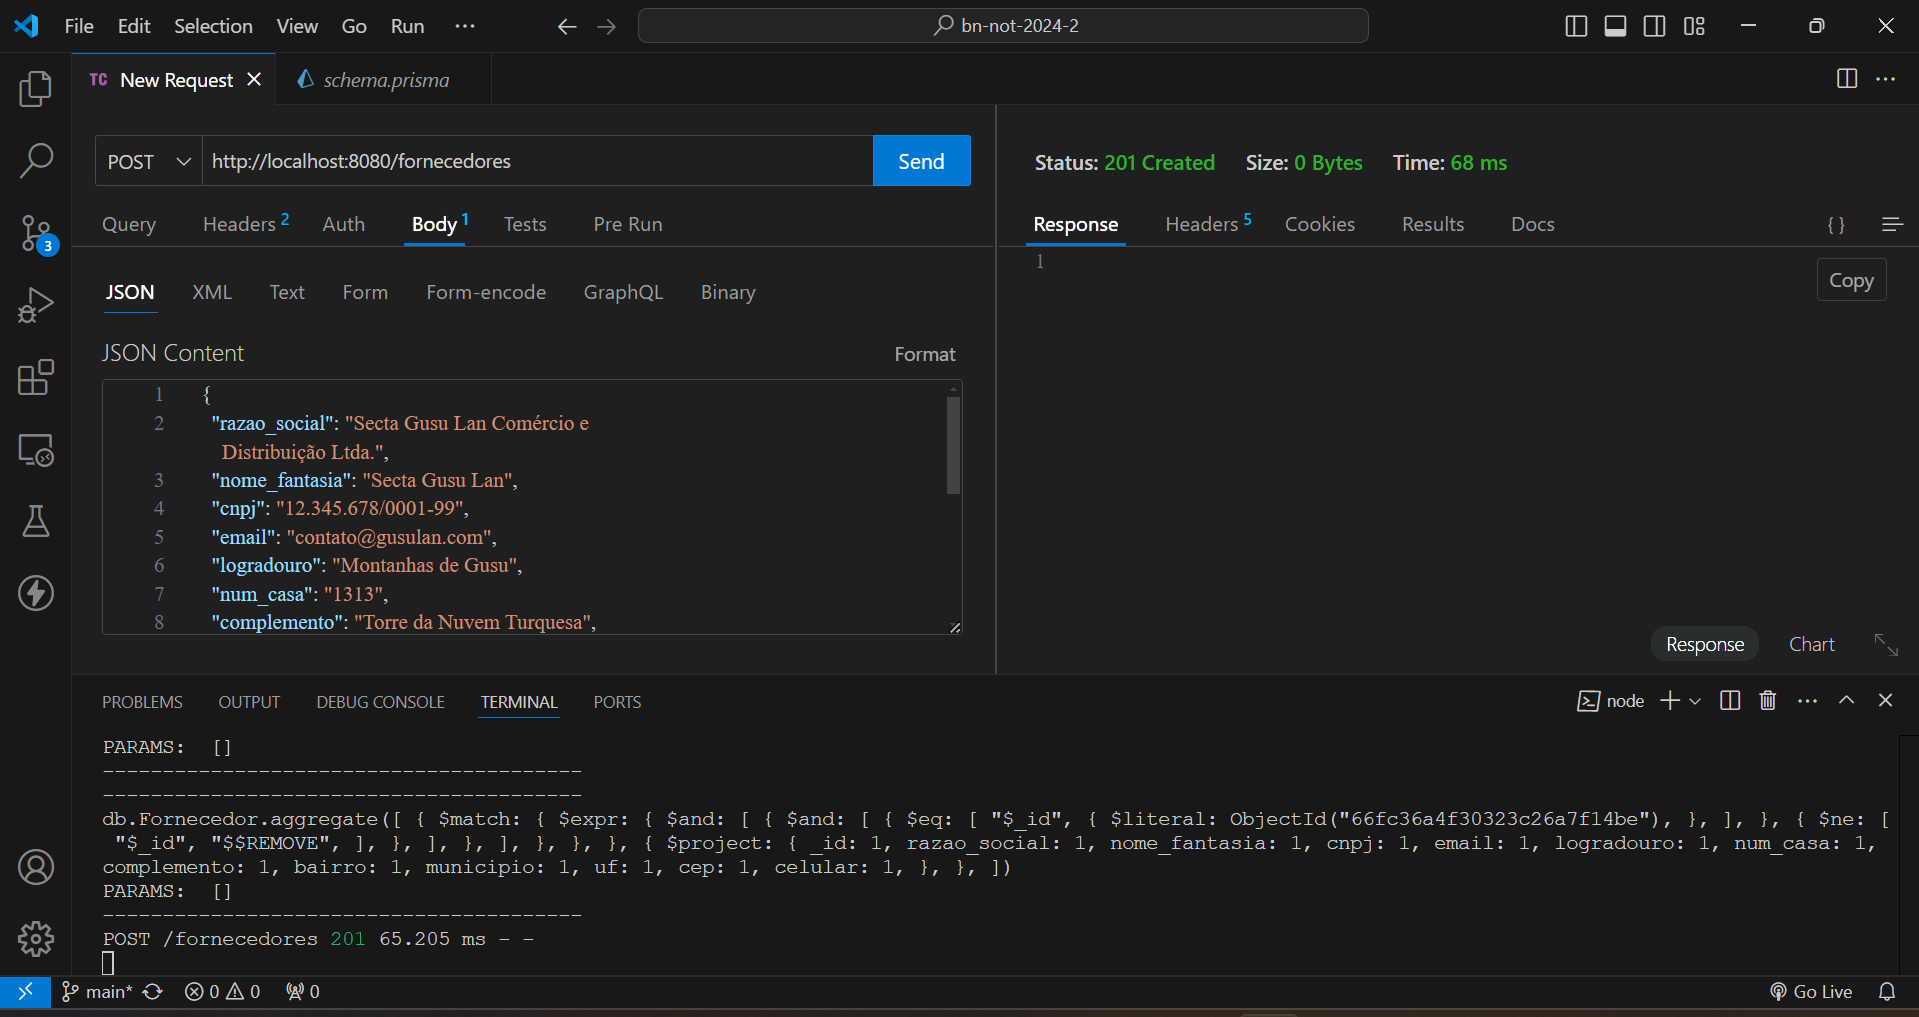 File Edit Selection View Go Run ···
bn-not-2024-2
TC New Request
schema.prisma
POST http://localhost:8080/fornecedores Send
Query Headers 2 Auth Body 1 Tests Pre Run
JSON XML Text Form Form-encode GraphQL Binary
JSON Content Format
1 {
2 "razao_social": "Secta Gusu Lan Comércio e
Distribuição Ltda.",
3 "nome_fantasia": "Secta Gusu Lan",
4 "cnpj": "12.345.678/0001-99",
5 "email": "contato@gusulan.com",
6 "logradouro": "Montanhas de Gusu",
7 "num_casa": "1313",
8 "complemento": "Torre da Nuvem Turquesa",
Status: 201 Created Size: 0 Bytes Time: 68 ms
Response Headers 5 Cookies Results Docs { }
1
Copy
Response Chart
3
PROBLEMS OUTPUT DEBUG CONSOLE TERMINAL PORTS
node
PARAMS: []
----------------------------------------
----------------------------------------
db.Fornecedor.aggregate([ { $match: { $expr: { $and: [ { $and: [ { $eq: [ "$_id", { $literal: ObjectId("66fc36a4f30323c26a7f14be"), }, ], }, { $ne: [
"$_id", "$$REMOVE", ], }, ], }, ], }, }, }, { $project: { _id: 1, razao_social: 1, nome_fantasia: 1, cnpj: 1, email: 1, logradouro: 1, num_casa: 1,
complemento: 1, bairro: 1, municipio: 1, uf: 1, cep: 1, celular: 1, }, }, ])
PARAMS: []
----------------------------------------
POST /fornecedores 201 65.205 ms - -
main* 0 0 0 Go Live